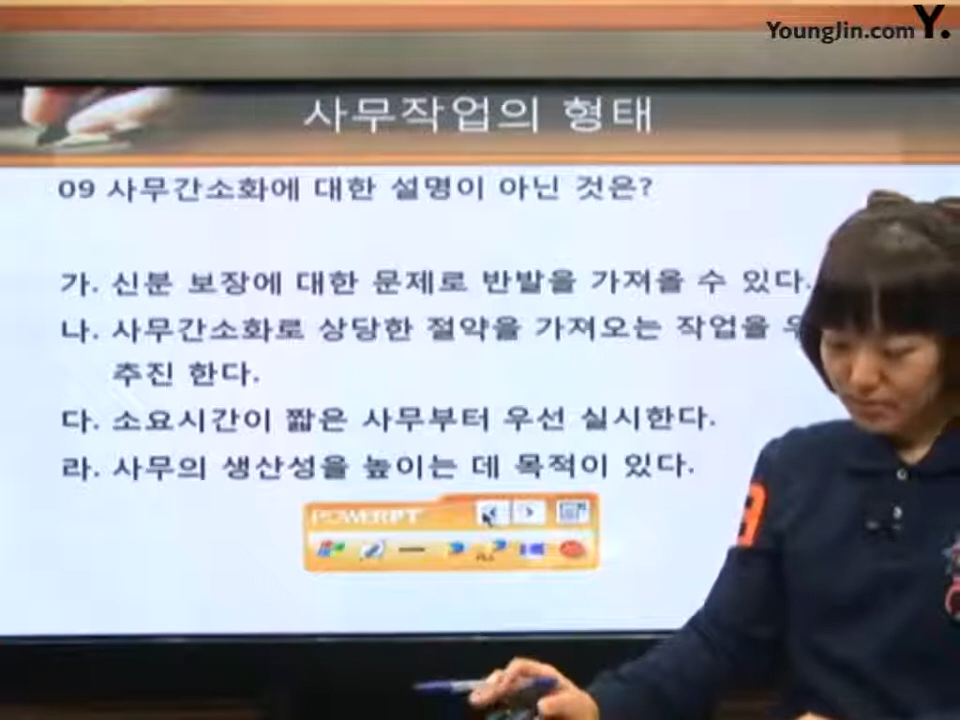 YoungJin.com Y.
사무작업의 형태
09 사무간소화에 대한 설명이 아닌 것은?
가. 신분 보장에 대한 문제로 반발을 가져올 수 있다.
나. 사무간소화로 상당한 절약을 가져오는 작업을
추진 한다.
다. 소요시간이 짧은 사무부터 우선 실시한다.
라. 사무의 생산성을 높이는 데 목적이 있다.
POWERPT